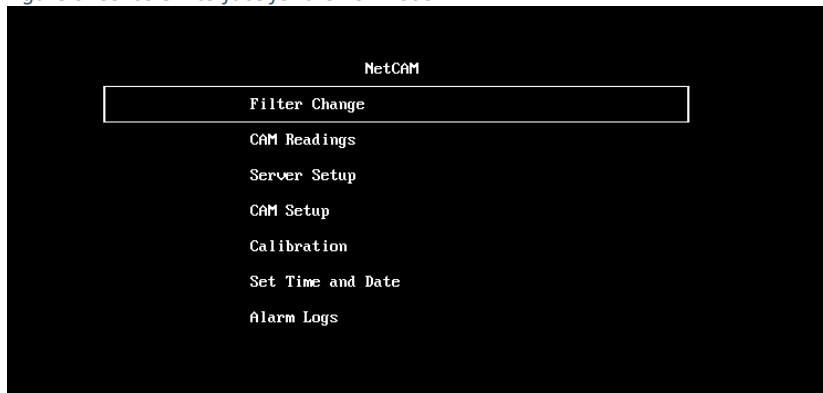 NetCAM
Filter Change
CAM Readings
Server Setup
CAM Setup
Calibration
Set Time and Date
Alarm Logs